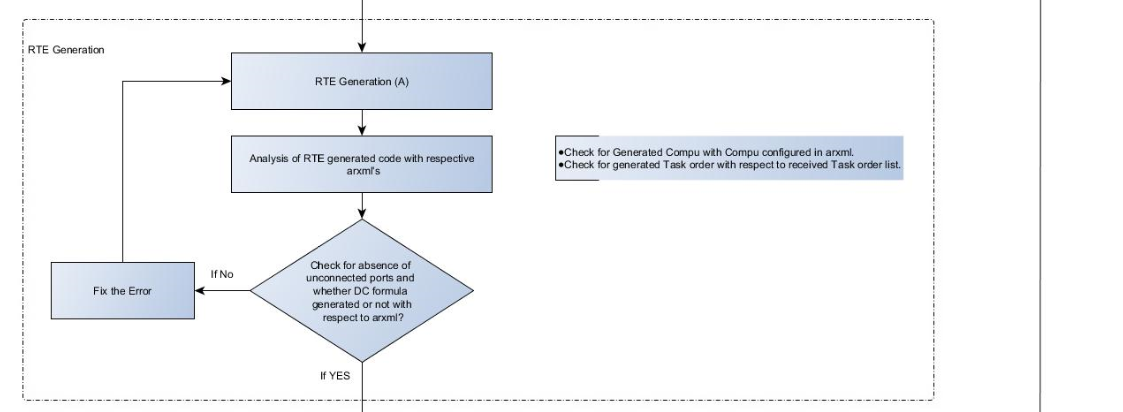 RTE Generation
RTE Generation (A)
Analysis of RTE generated code with respective
arxml's
●Check for Generated Compu with Compu configured in arxml.
●Check for generated Task order with respect to received Task order list.
Check for absence of
unconnected ports and
whether DC formula
generated or not with
respect to arxml?
If No
Fix the Error
If YES